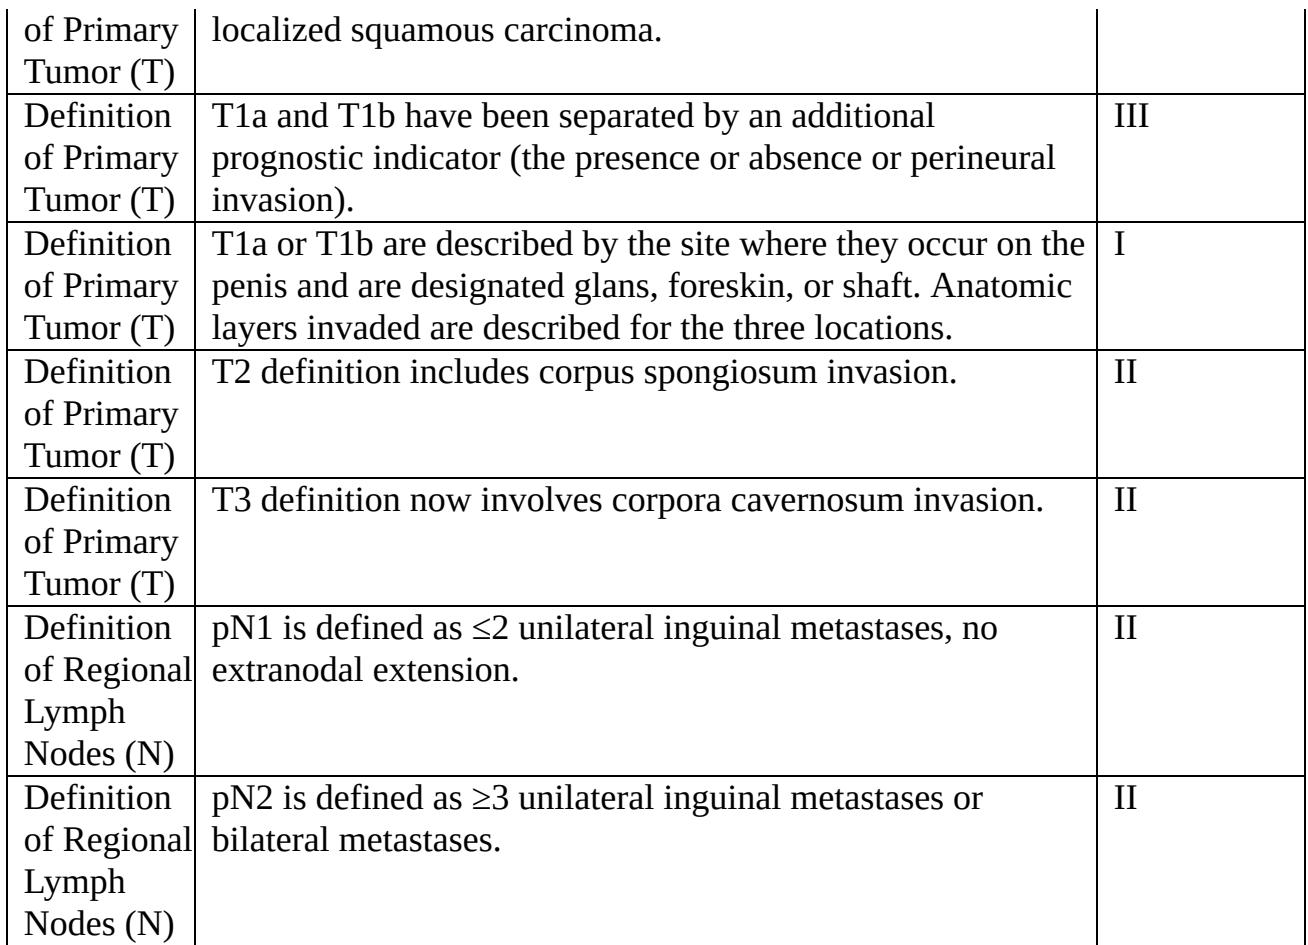 of Primary
Tumor (T)
localized squamous carcinoma.
Definition
of Primary
Tumor (T)
T1a and T1b have been separated by an additional
prognostic indicator (the presence or absence or perineural
invasion).
III
Definition
of Primary
Tumor (T)
T1a or T1b are described by the site where they occur on the
penis and are designated glans, foreskin, or shaft. Anatomic
layers invaded are described for the three locations.
I
Definition
of Primary
Tumor (T)
T2 definition includes corpus spongiosum invasion.
II
Definition
of Primary
Tumor (T)
T3 definition now involves corpora cavernosum invasion.
II
Definition
of Regional
Lymph
Nodes (N)
pN1 is defined as ≤2 unilateral inguinal metastases, no
extranodal extension.
II
Definition
of Regional
Lymph
Nodes (N)
pN2 is defined as ≥3 unilateral inguinal metastases or
bilateral metastases.
II